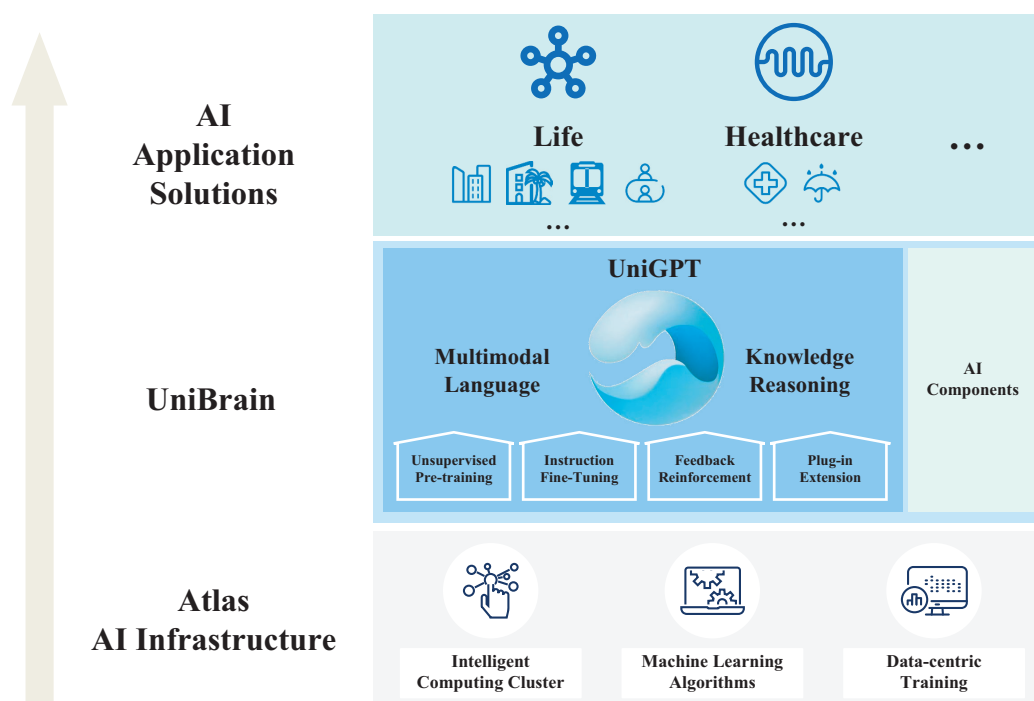 AI
Application
Solutions
Life
Healthcare
...
...
...
UniBrain
UniGPT
Multimodal
Language
Knowledge
Reasoning
Unsupervised
Pre-training
Instruction
Fine-Tuning
Feedback
Reinforcement
Plug-in
Extension
AI
Components
Atlas
AI Infrastructure
Intelligent
Computing Cluster
Machine Learning
Algorithms
Data-centric
Training